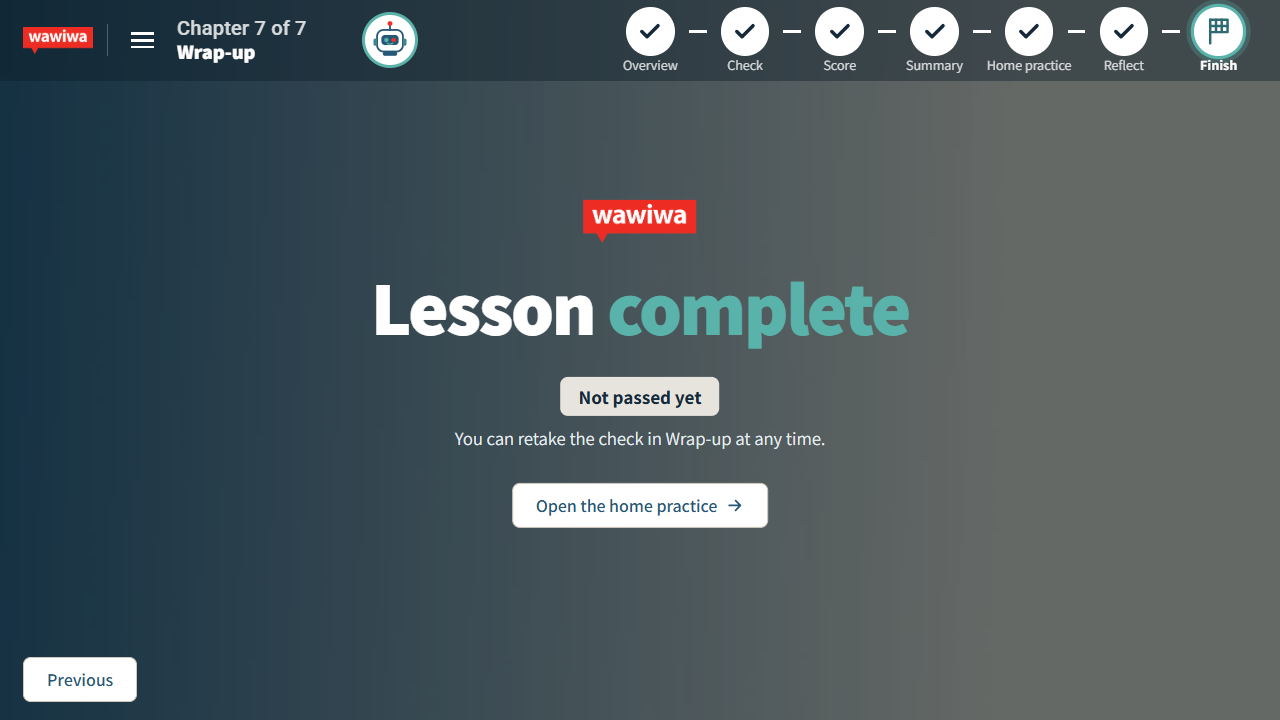 wawiwa
Chapter 7 of 7
Wrap-up
Overview
Check
Score
Summary
Home practice
Reflect
Finish
wawiwa
Lesson complete
Not passed yet
You can retake the check in Wrap-up at any time.
Open the home practice →
Previous